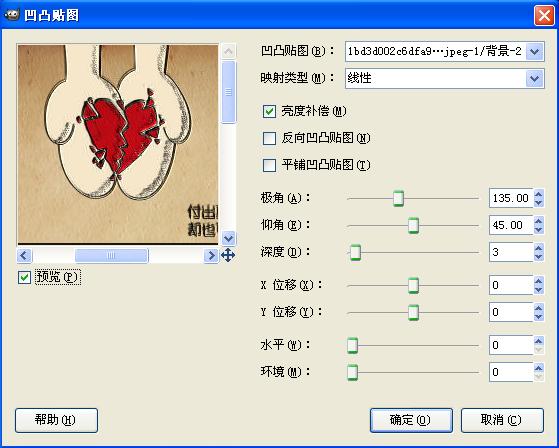 凹凸贴图
凹凸贴图(B)： 1bd3d002c6dfa9…jpeg-1/背景-2
映射类型(M)： 线性
亮度补偿(M)
反向凹凸贴图(N)
平铺凹凸贴图(T)
极角(A)： 135.00
仰角(E)： 45.00
深度(D)： 3
X 位移(X)： 0
Y 位移(Y)： 0
水平(W)： 0
环境(M)： 0
付出
却也
预览(P)
帮助(H) 确定(O) 取消(C)